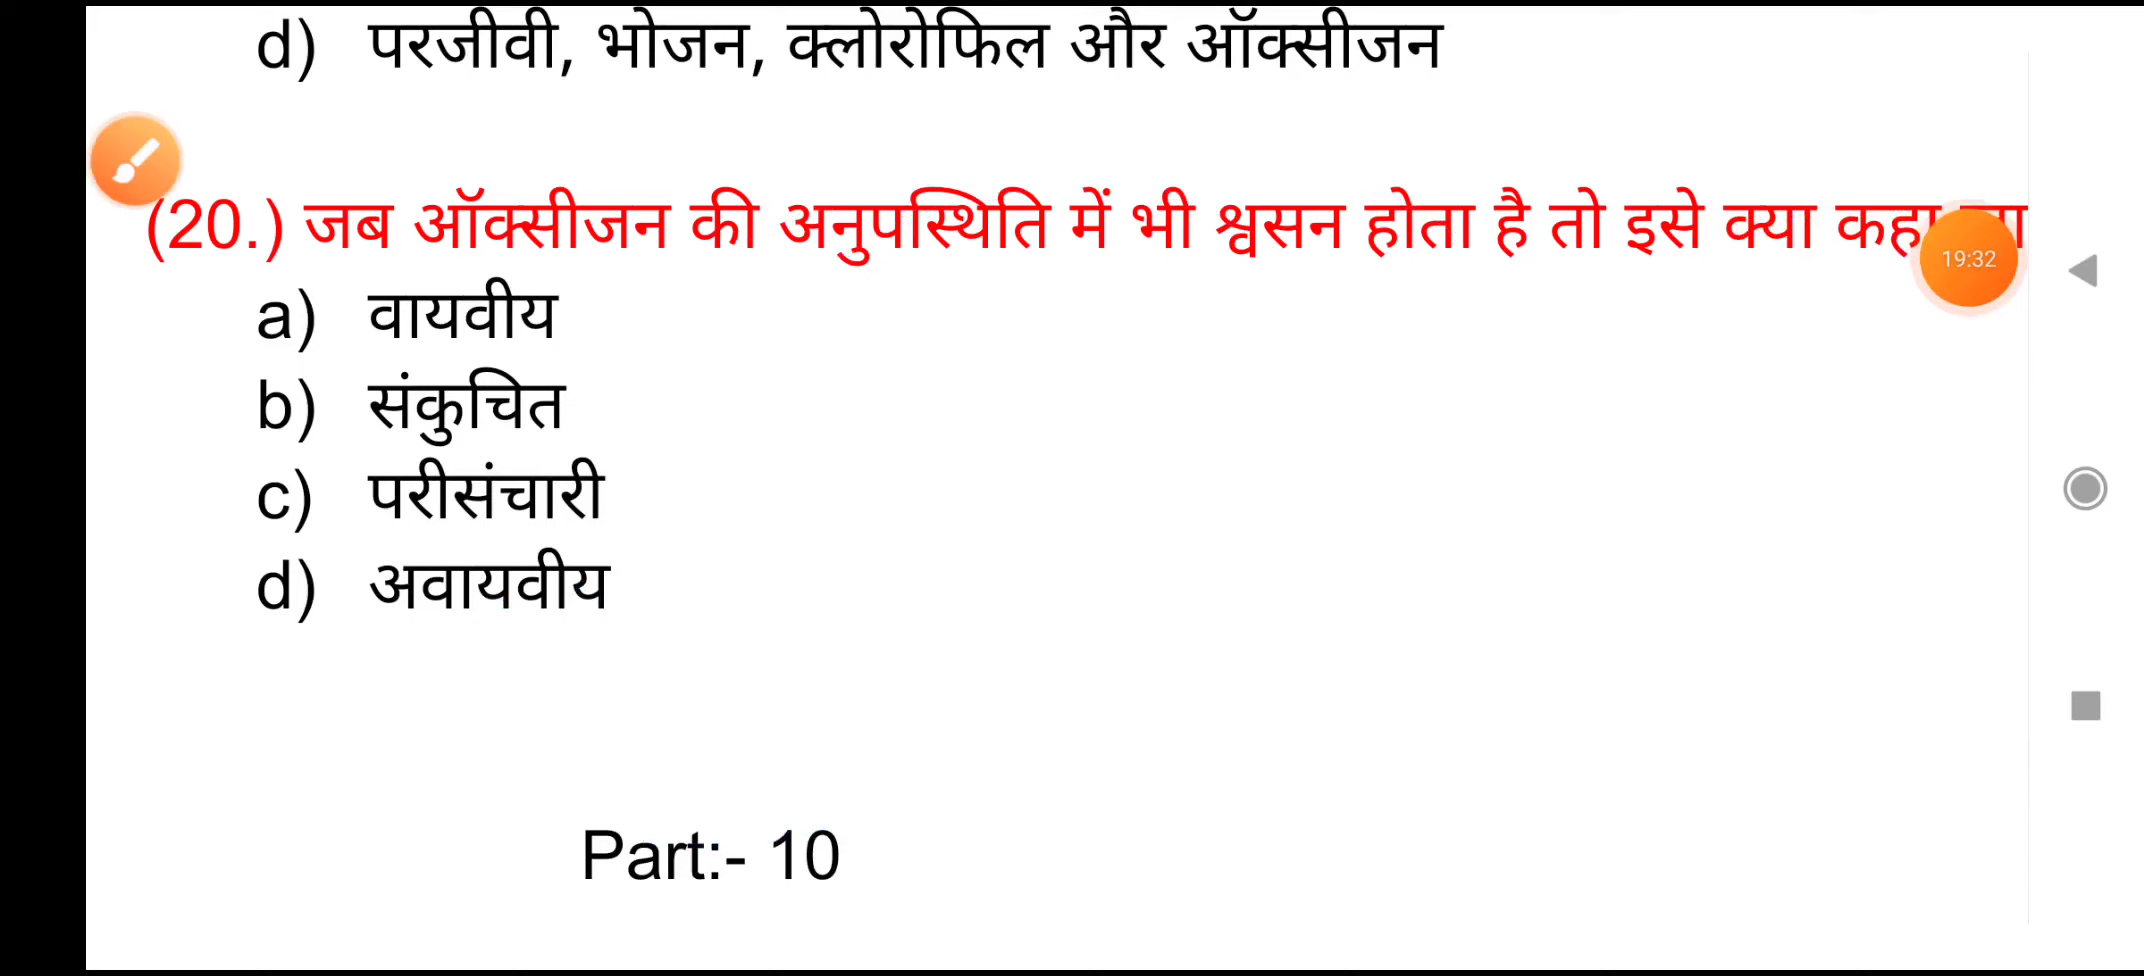 d) परजीवी, भोजन, क्लोरोफिल और ऑक्सीजन
(20.) जब ऑक्सीजन की अनुपस्थिति में भी श्वसन होता है तो इसे क्या कहा
19:32
a) वायवीय
b) संकुचित
c) परीसंचारी
d) अवायवीय
Part:- 10